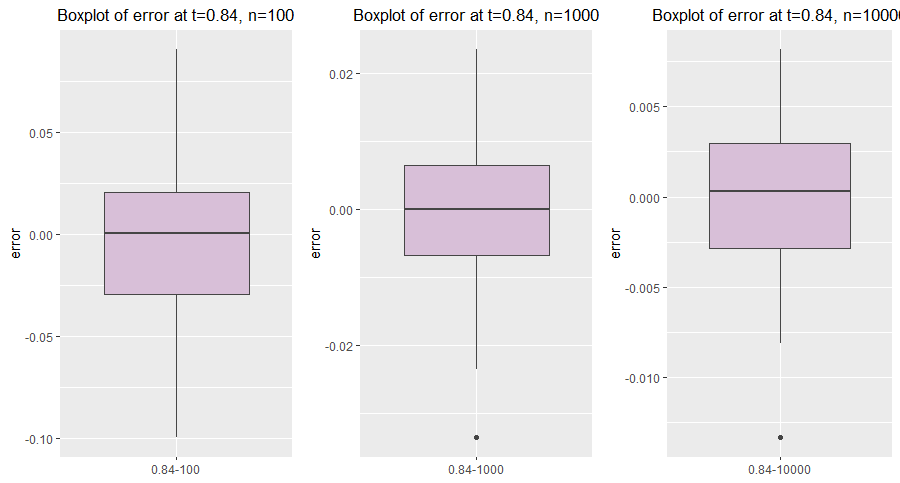 Boxplot of error at t=0.84, n=100
error
0.05
0.00
-0.05
-0.10
0.84-100
Boxplot of error at t=0.84, n=1000
error
0.02
0.00
-0.02
0.84-1000
Boxplot of error at t=0.84, n=10000
error
0.005
0.000
-0.005
-0.010
0.84-10000